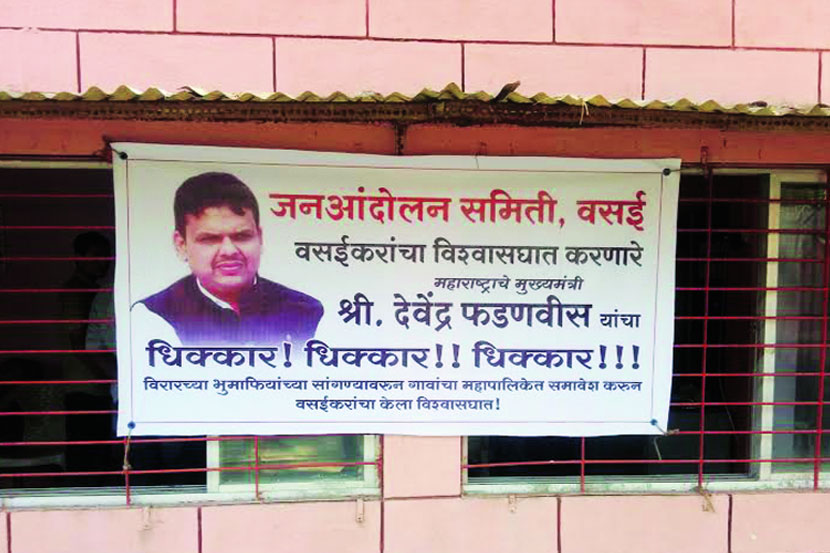 जनआंदोलन समिती, वसई
वसईकरांचा विश्वासघात करणारे
महाराष्ट्राचे मुख्यमंत्री
श्री. देवेंद्र फडणवीस यांचा
धिक्कार! धिक्कार!! धिक्कार!!!
विरारच्या भुमाफियांच्या सांगण्यावरुन गावांचा महापालिकेत समावेश करुन
वसईकरांचा केला विश्वासघात!